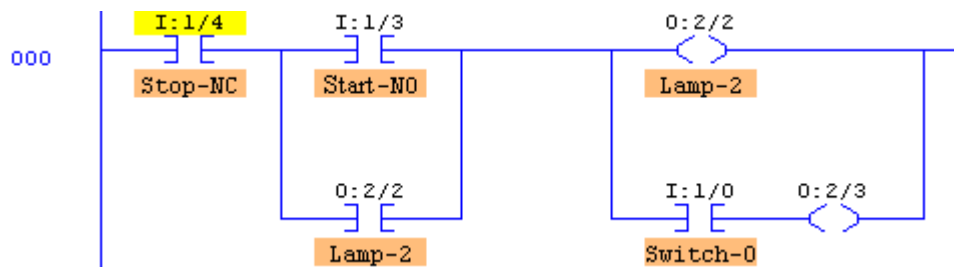 I:1/4 I:1/3 O:2/2
000
Stop-NC Start-NO Lamp-2
O:2/2 I:1/0 O:2/3
Lamp-2 Switch-0